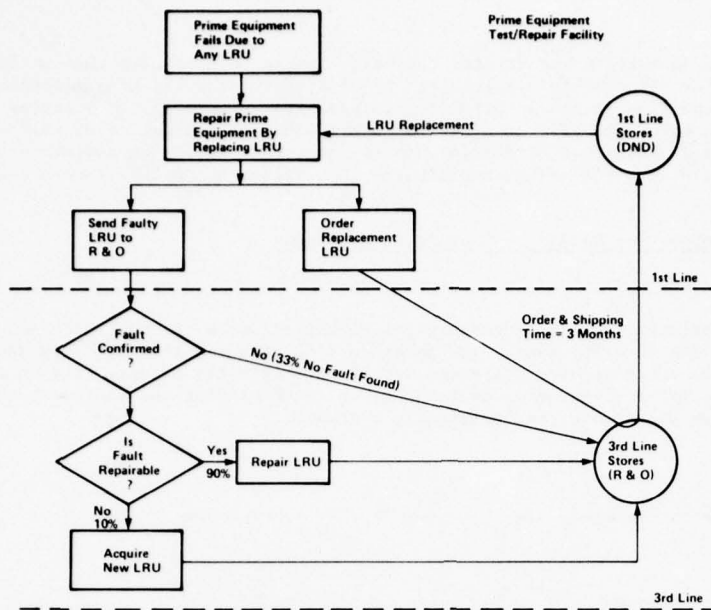 Prime Equipment
Fails Due to
Any LRU
Prime Equipment
Test/Repair Facility
Repair Prime
Equipment By
Replacing LRU
LRU Replacement
1st Line
Stores
(DND)
Send Faulty
LRU to
R & O
Order
Replacement
LRU
1st Line
Fault
Confirmed
?
No (33% No Fault Found)
Order & Shipping
Time = 3 Months
Is
Fault
Repairable
?
Yes
90%
Repair LRU
3rd Line
Stores
(R & O)
No
10%
Acquire
New LRU
3rd Line